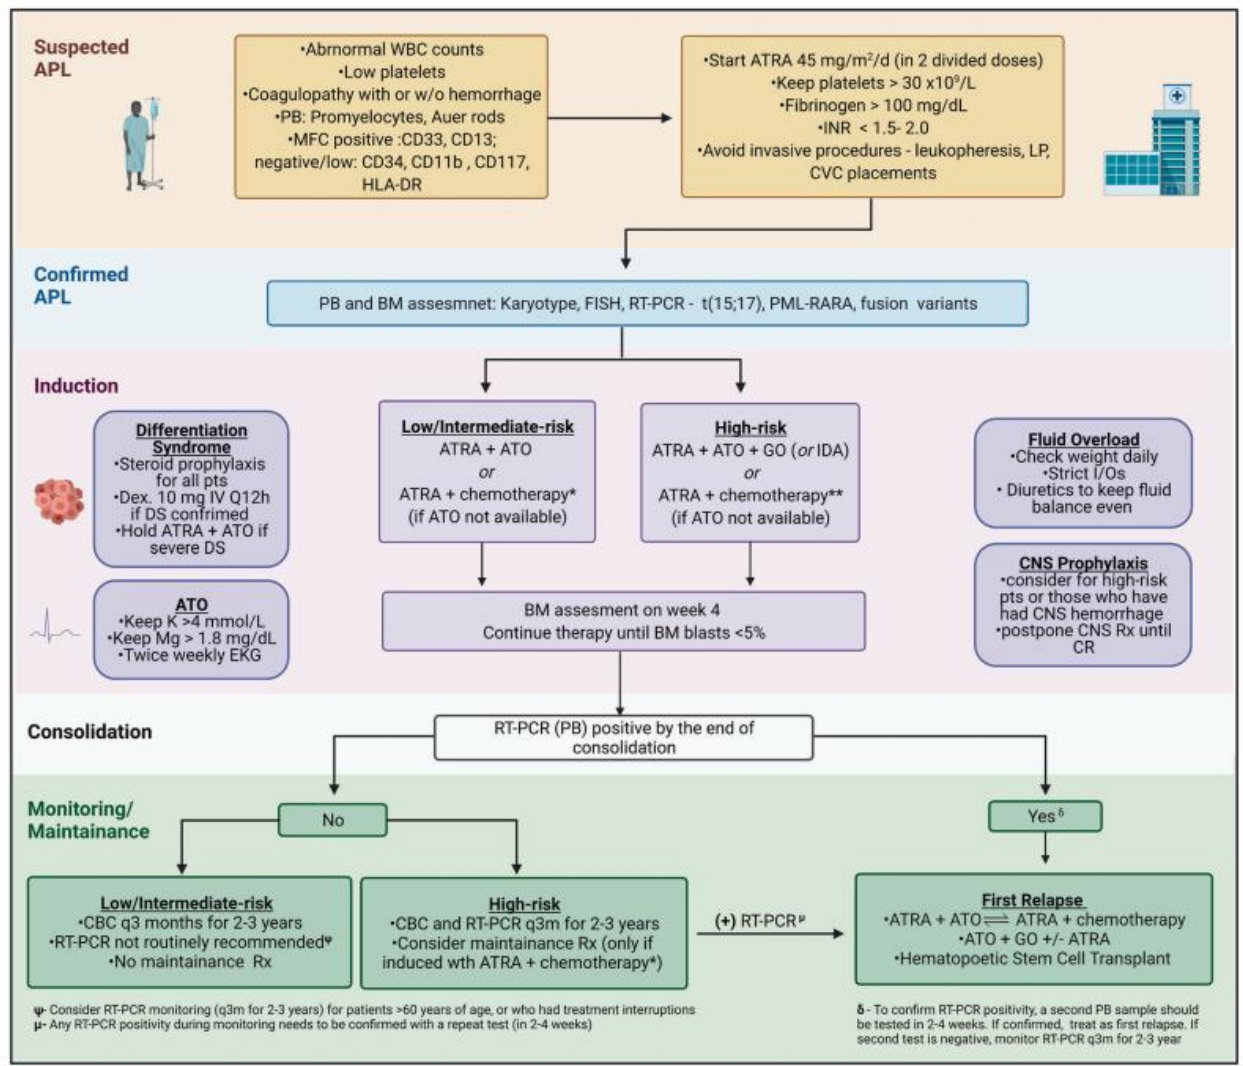 Suspected
APL
•Abrnormal WBC counts
•Low platelets
•Coagulopathy with or w/o hemorrhage
•PB: Promyelocytes, Auer rods
•MFC positive :CD33, CD13;
negative/low: CD34, CD11b , CD117,
HLA-DR
•Start ATRA 45 mg/m²/d (in 2 divided doses)
•Keep platelets > 30 x10⁹/L
•Fibrinogen > 100 mg/dL
•INR < 1.5- 2.0
•Avoid invasive procedures - leukopheresis, LP,
CVC placements
Confirmed
APL
PB and BM assesmnet: Karyotype, FISH, RT-PCR - t(15;17), PML-RARA, fusion variants
Induction
Differentiation
Syndrome
•Steroid prophylaxis
for all pts
•Dex. 10 mg IV Q12h
if DS confrimed
•Hold ATRA + ATO if
severe DS
ATO
•Keep K >4 mmol/L
•Keep Mg > 1.8 mg/dL
•Twice weekly EKG
Low/Intermediate-risk
ATRA + ATO
or
ATRA + chemotherapy*
(if ATO not available)
High-risk
ATRA + ATO + GO (or IDA)
or
ATRA + chemotherapy**
(if ATO not available)
BM assesment on week 4
Continue therapy until BM blasts <5%
Fluid Overload
•Check weight daily
•Strict I/Os
• Diuretics to keep fluid
balance even
CNS Prophylaxis
•consider for high-risk
pts or those who have
had CNS hemorrhage
•postpone CNS Rx until
CR
Consolidation
RT-PCR (PB) positive by the end of
consolidation
Monitoring/
Maintainance
No
Yes δ
Low/Intermediate-risk
•CBC q3 months for 2-3 years
•RT-PCR not routinely recommendedᴪ
•No maintainance Rx
High-risk
•CBC and RT-PCR q3m for 2-3 years
•Consider maintainance Rx (only if
induced wth ATRA + chemotherapy*)
(+) RT-PCR μ
First Relapse
•ATRA + ATO ⇌ ATRA + chemotherapy
•ATO + GO +/- ATRA
•Hematopoetic Stem Cell Transplant
ψ- Consider RT-PCR monitoring (q3m for 2-3 years) for patients >60 years of age, or who had treatment interruptions
μ- Any RT-PCR positivity during monitoring needs to be confirmed with a repeat test (in 2-4 weeks)
δ - To confirm RT-PCR positivity, a second PB sample should
be tested in 2-4 weeks. If confirmed, treat as first relapse. If
second test is negative, monitor RT-PCR q3m for 2-3 year